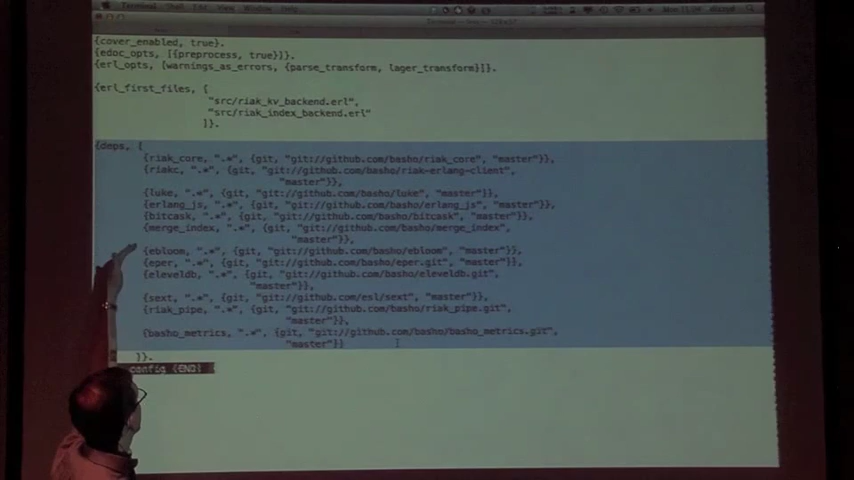 Terminal Shell Edit View Window Help
{cover_enabled, true}.
{edoc_opts, [{preprocess, true}]}.
{erl_opts, [warnings_as_errors, {parse_transform, lager_transform}]}.
{erl_first_files, [
"src/riak_kv_backend.erl",
"src/riak_index_backend.erl"
]}.
{deps, [
{riak_core, ".*", {git, "git://github.com/basho/riak_core", "master"}},
{riakc, ".*", {git, "git://github.com/basho/riak-erlang-client",
"master"}},
{luke, ".*", {git, "git://github.com/basho/luke", "master"}},
{erlang_js, ".*", {git, "git://github.com/basho/erlang_js", "master"}},
{bitcask, ".*", {git, "git://github.com/basho/bitcask", "master"}},
{merge_index, ".*", {git, "git://github.com/basho/merge_index",
"master"}},
{ebloom, ".*", {git, "git://github.com/basho/ebloom", "master"}},
{eper, ".*", {git, "git://github.com/basho/eper.git", "master"}},
{eleveldb, ".*", {git, "git://github.com/basho/eleveldb.git",
"master"}},
{sext, ".*", {git, "git://github.com/esl/sext", "master"}},
{riak_pipe, ".*", {git, "git://github.com/basho/riak_pipe.git",
"master"}},
{basho_metrics, ".*", {git, "git://github.com/basho/basho_metrics.git",
"master"}}
]}.
config (END)